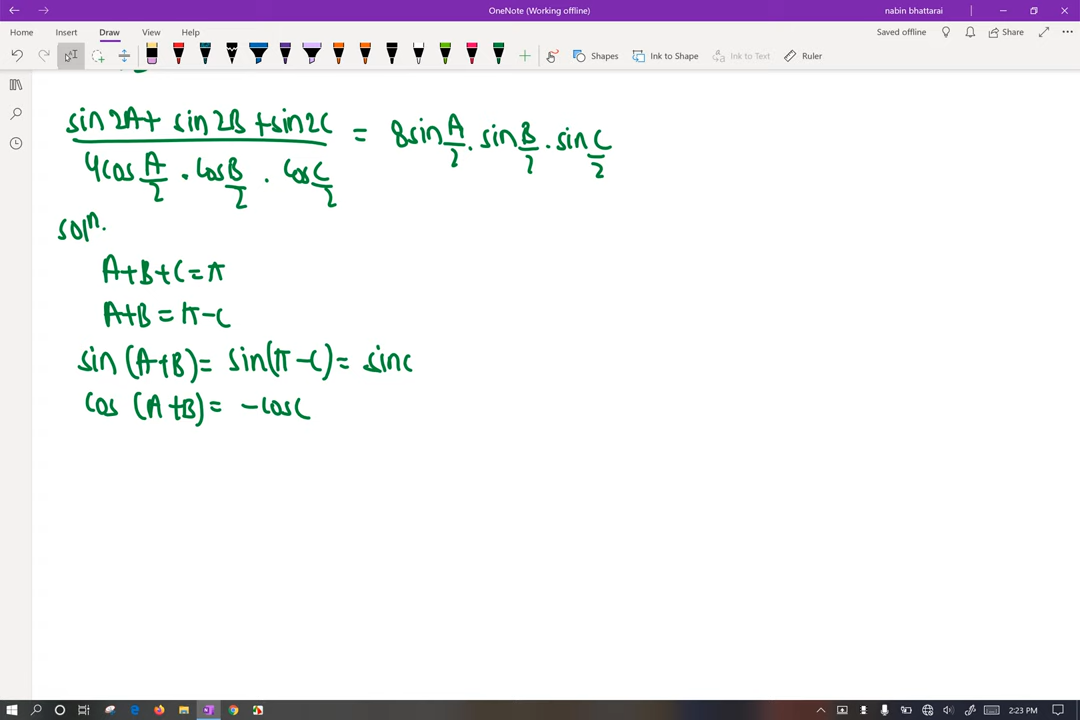 OneNote (Working offline)
nabin bhattarai
Home Insert Draw View Help
Saved offline Share
Shapes Ink to Shape Ink to Text Ruler
sin2A+ sin2B +sin2C
= 8sin A/2 . sin B/2 . sin C/2
4cos A/2 . cos B/2 . cos C/2
solⁿ.
A+B+C=π
A+B=π-C
sin (A+B)= sin(π-C)= sinc
cos (A+B)= -cosC
2:23 PM